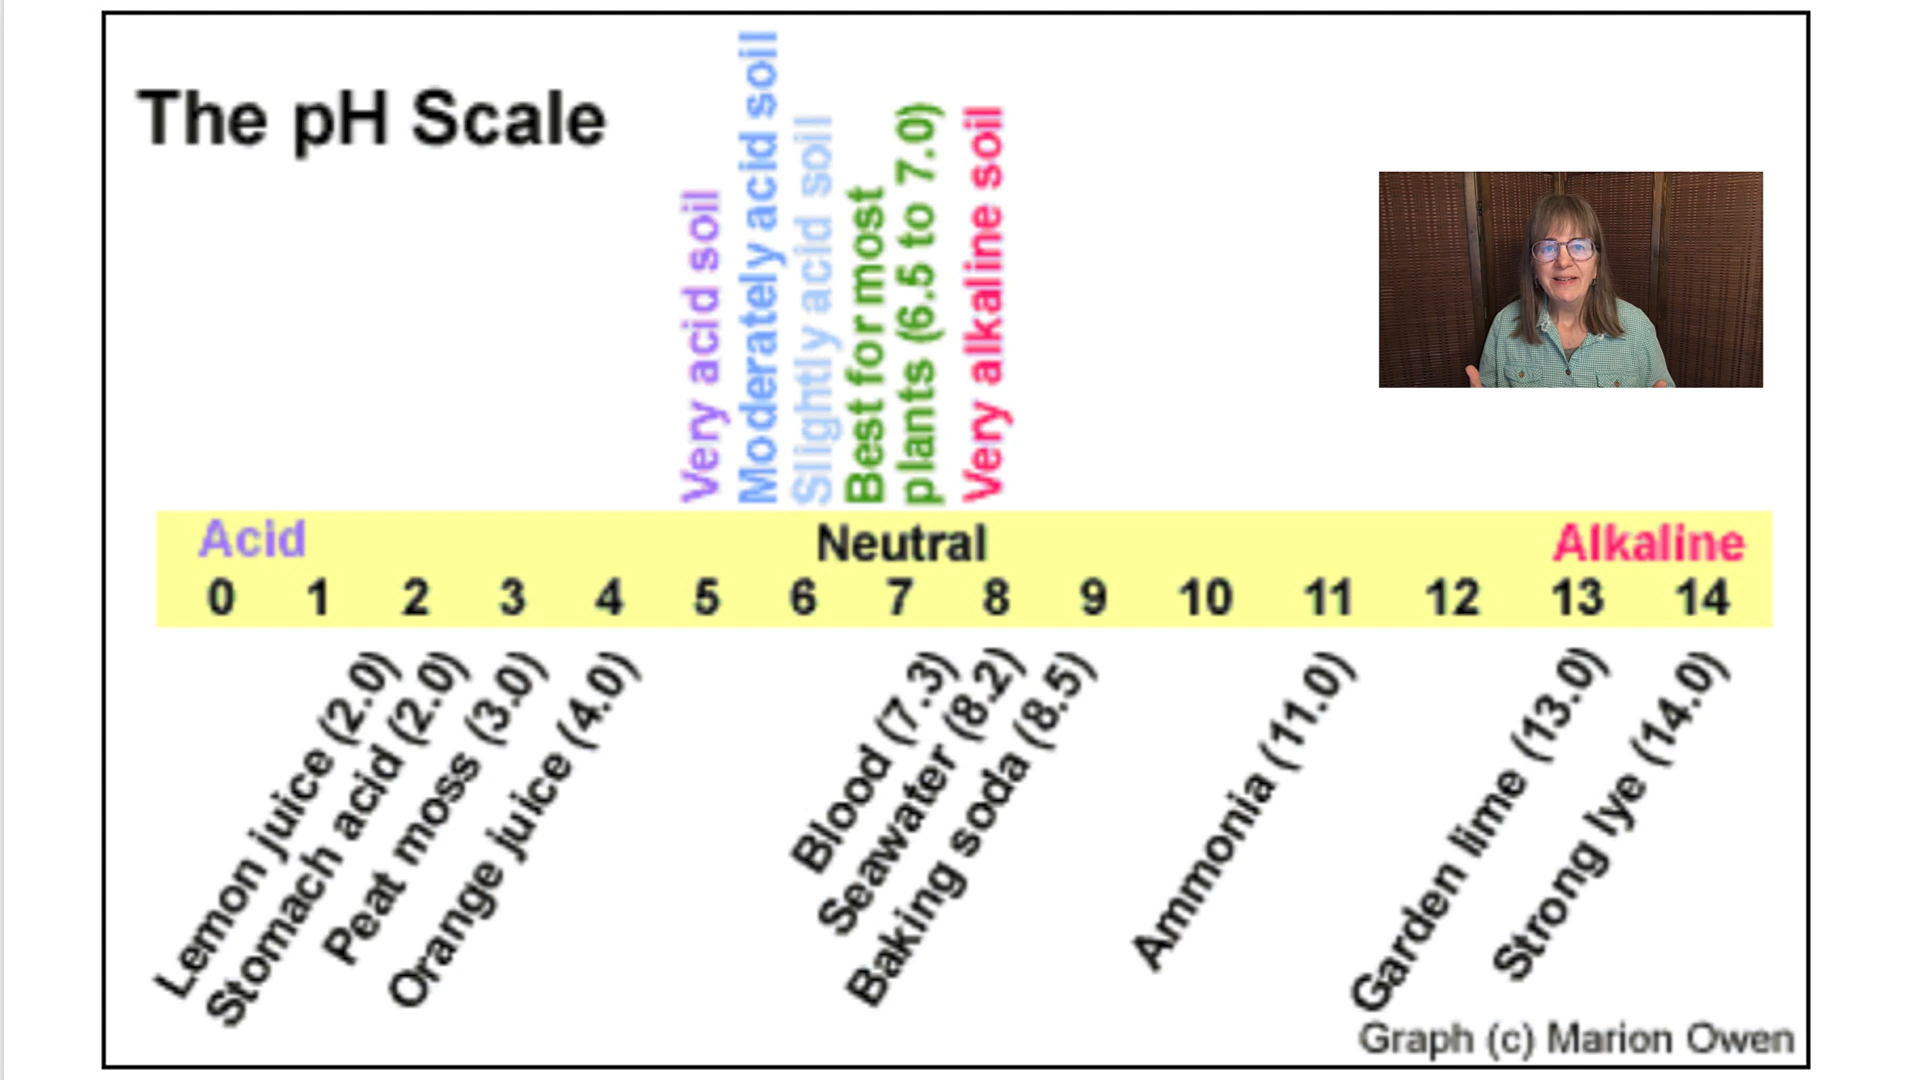 The pH Scale
Very acid soil
Moderately acid soil
Slightly acid soil
Best for most
plants (6.5 to 7.0)
Very alkaline soil
Acid Neutral Alkaline
0 1 2 3 4 5 6 7 8 9 10 11 12 13 14
Lemon juice (2.0)
Stomach acid (2.0)
Peat moss (3.0)
Orange juice (4.0)
Blood (7.3)
Seawater (8.2)
Baking soda (8.5)
Ammonia (11.0)
Garden lime (13.0)
Strong lye (14.0)
Graph (c) Marion Owen